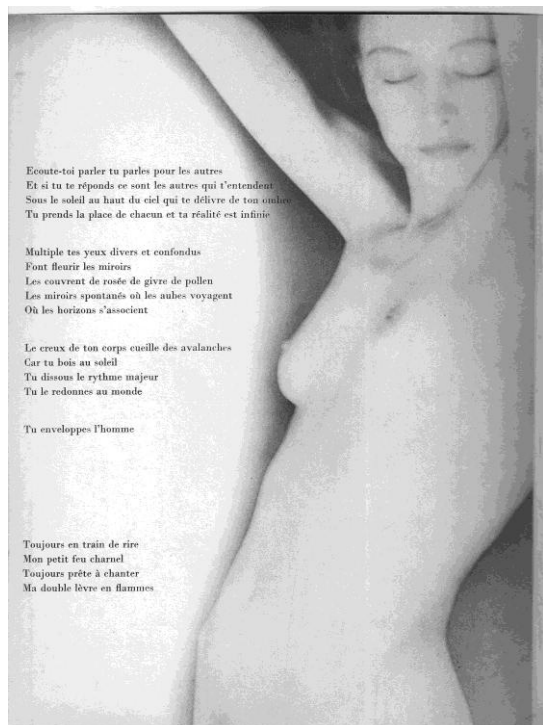 Ecoute-toi parler tu parles pour les autres
Et si tu te réponds ce sont les autres qui t'entendent
Sous le soleil au haut du ciel qui te délivre de ton ombre
Tu prends la place de chacun et ta réalité est infinie
Multiple tes yeux divers et confondus
Font fleurir les miroirs
Les couvrent de rosée de givre de pollen
Les miroirs spontanés où les aubes voyagent
Où les horizons s'associent
Le creux de ton corps cueille des avalanches
Car tu bois au soleil
Tu dissous le rythme majeur
Tu le redonnes au monde
Tu enveloppes l'homme
Toujours en train de rire
Mon petit feu charnel
Toujours prête à chanter
Ma double lèvre en flammes